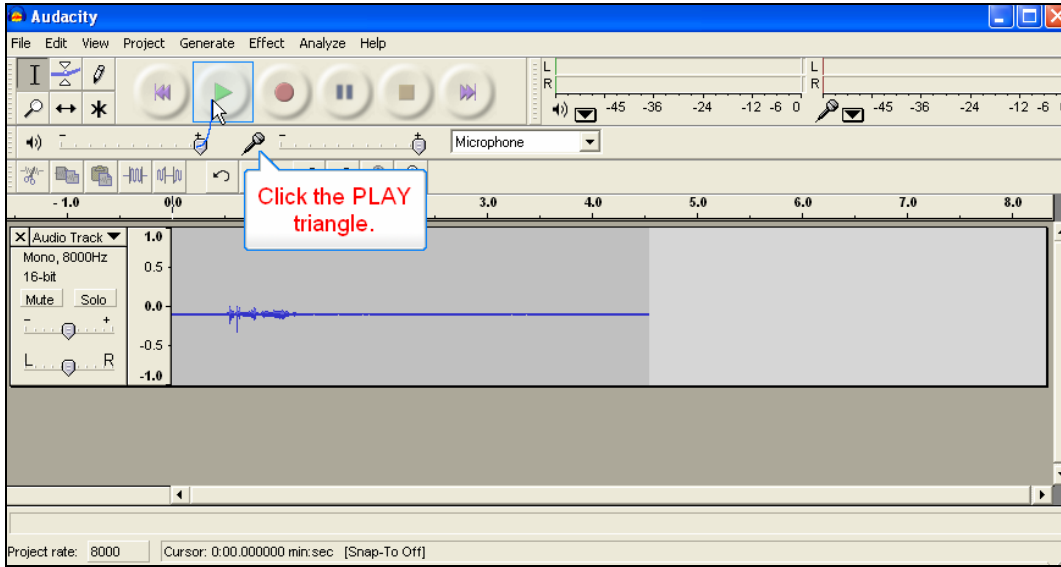 Audacity
File Edit View Project Generate Effect Analyze Help
L
R
-45 -36 -24 -12 -6 0
L
R
-45 -36 -24 -12 -6
Microphone
Click the PLAY
triangle.
- 1.0 0,0 3.0 4.0 5.0 6.0 7.0 8.0
X Audio Track
Mono, 8000Hz
16-bit
Mute Solo
- +
L R
1.0
0.5
0.0
-0.5
-1.0
Project rate: 8000 Cursor: 0:00.000000 min:sec [Snap-To Off]